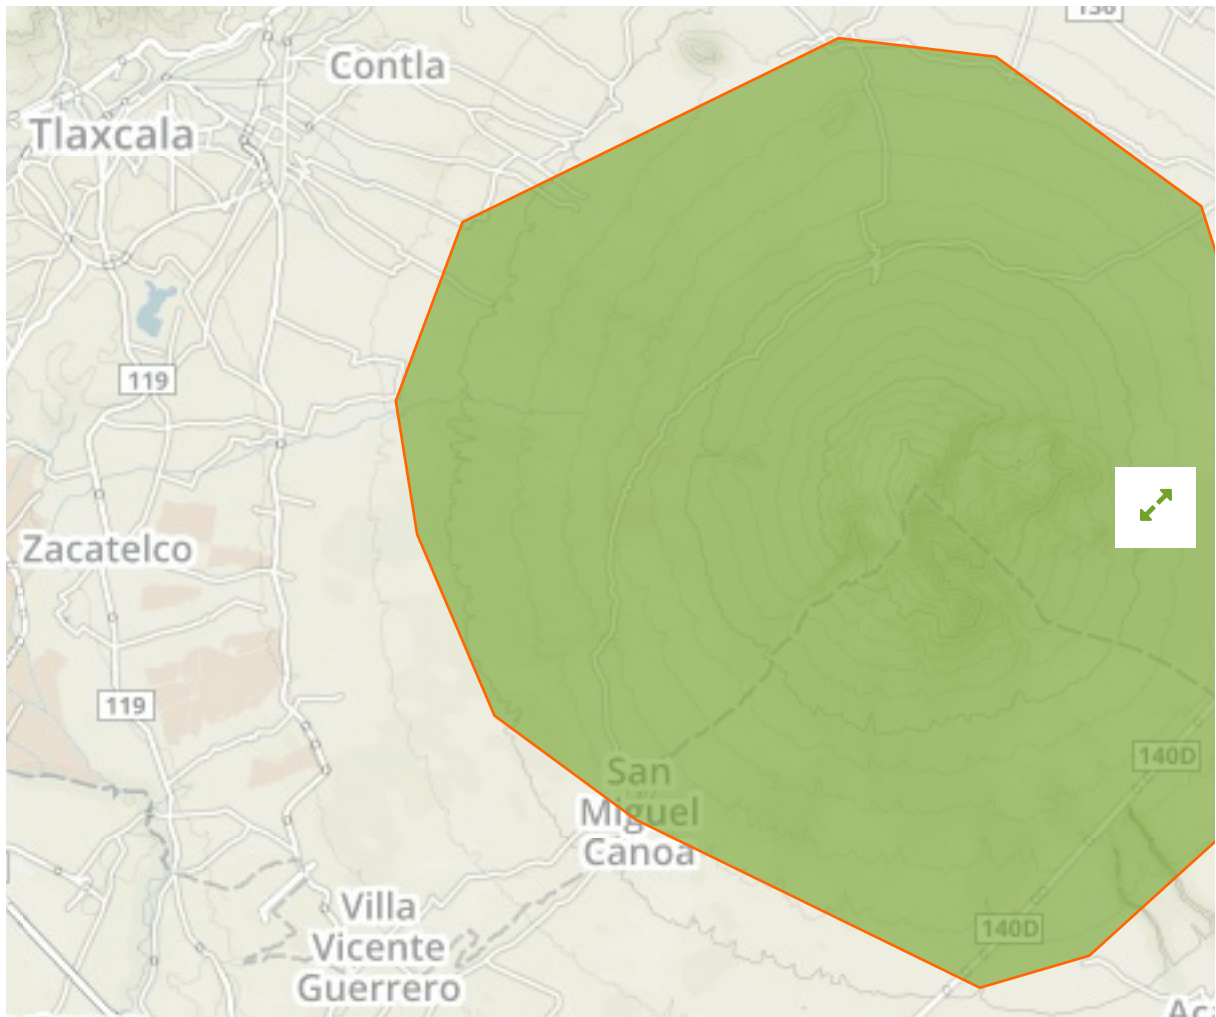 Contla
Tlaxcala
119
Zacatelco
119
140D
San
Miguel
Canoa
Villa
Vicente
Guerrero
140D